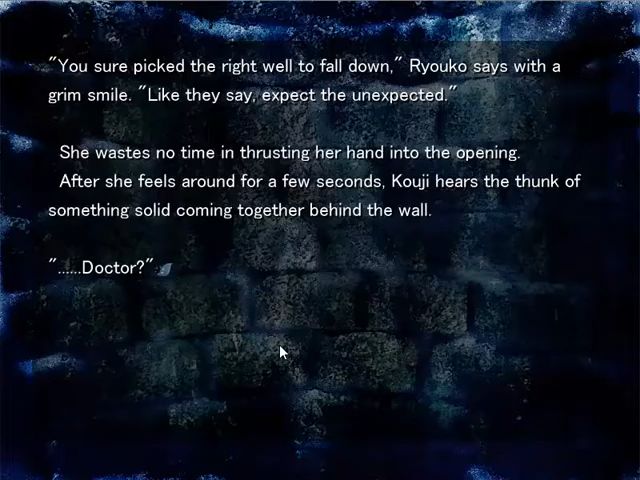 "You sure picked the right well to fall down," Ryouko says with a
grim smile. "Like they say, expect the unexpected."
She wastes no time in thrusting her hand into the opening.
After she feels around for a few seconds, Kouji hears the thunk of
something solid coming together behind the wall.
"......Doctor?"